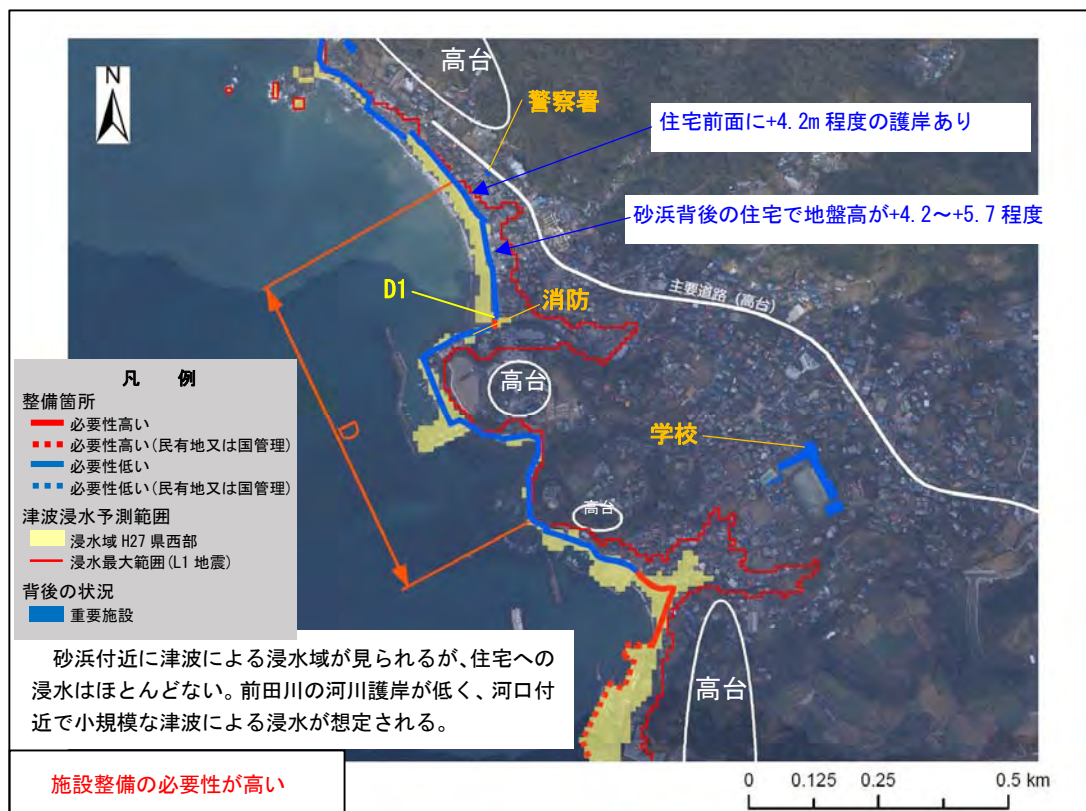 N
高台
警察署
住宅前面に+4.2m 程度の護岸あり
砂浜背後の住宅で地盤高が+4.2～+5.7 程度
主要道路 (高台)
D1
消防
高台
D
学校
高台
高台
凡 例
整備箇所
必要性高い
必要性高い(民有地又は国管理)
必要性低い
必要性低い(民有地又は国管理)
津波浸水予測範囲
浸水域 H27 県西部
浸水最大範囲(L1 地震)
背後の状況
重要施設
砂浜付近に津波による浸水域が見られるが、住宅への
浸水はほとんどない。前田川の河川護岸が低く、河口付
近で小規模な津波による浸水が想定される。
施設整備の必要性が高い
0 0.125 0.25 0.5 km